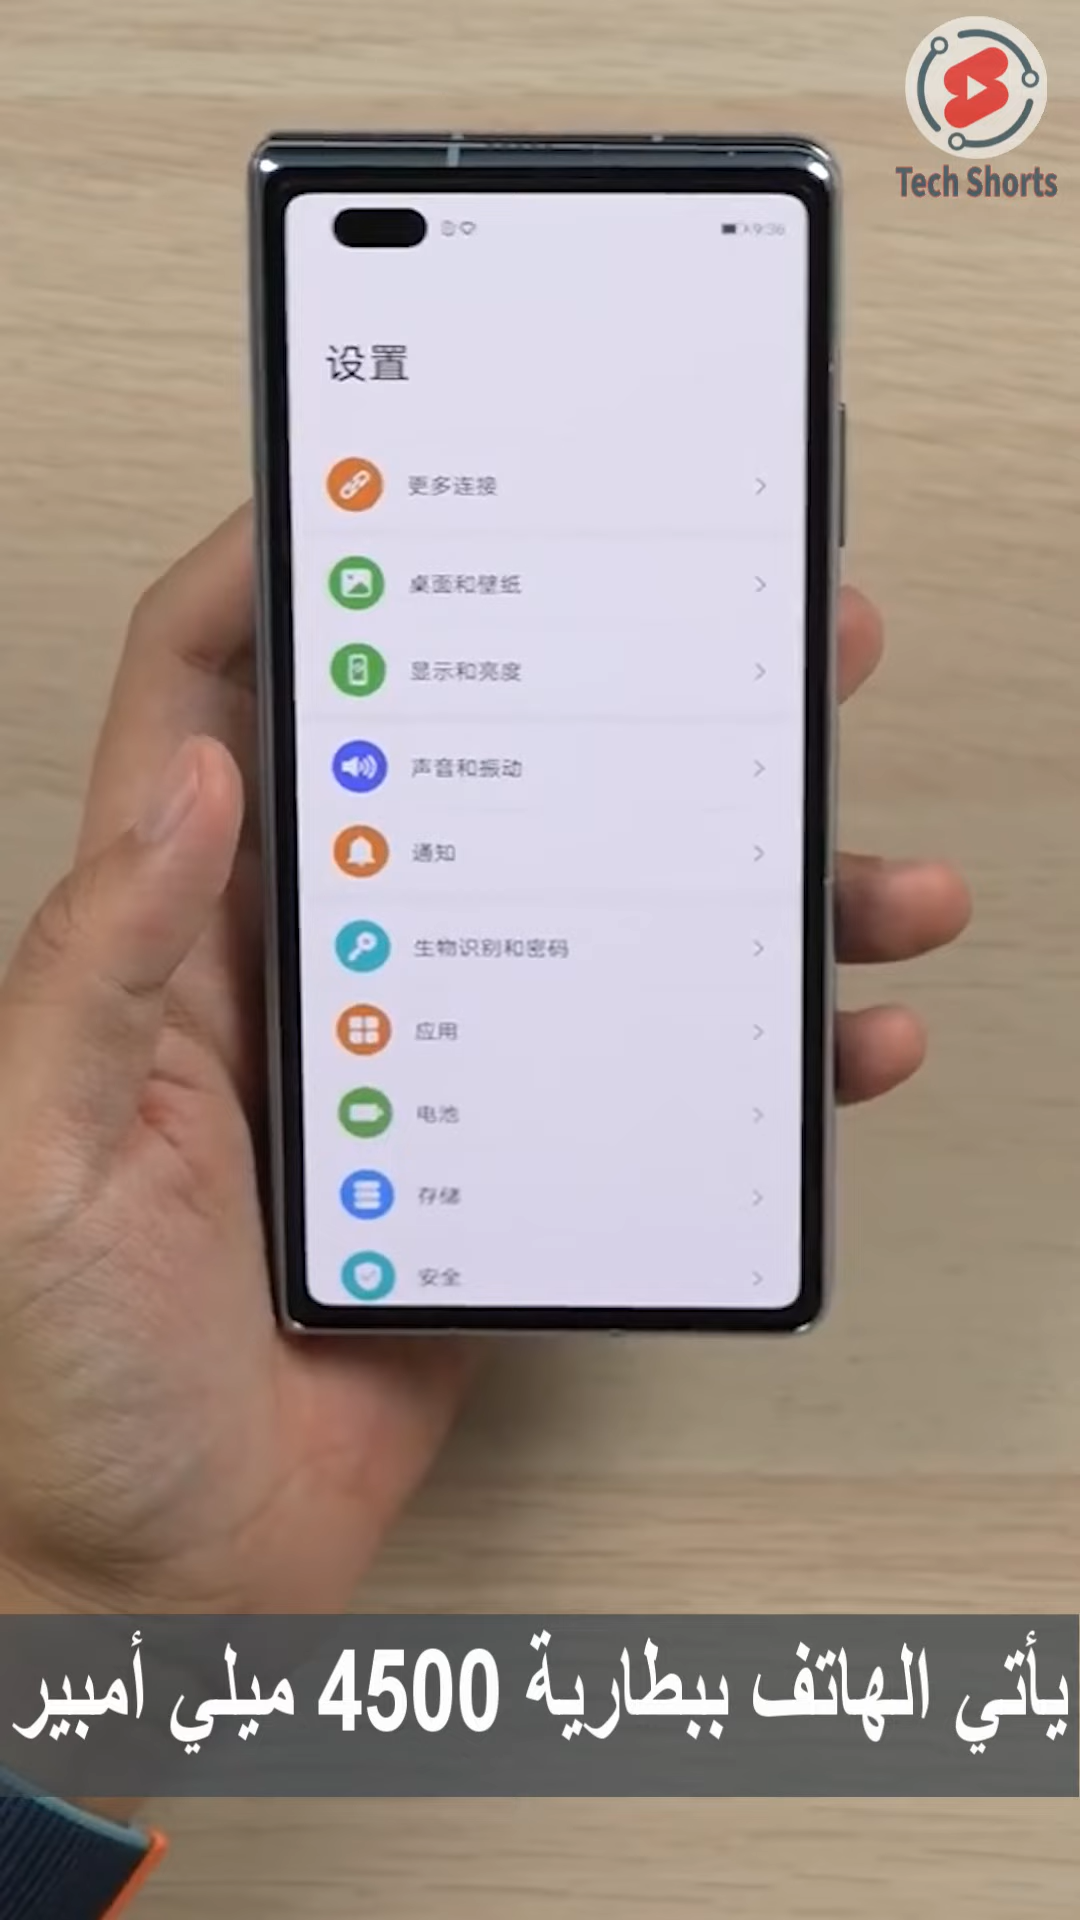 Tech Shorts
9:36
设置
更多连接
桌面和壁纸
显示和亮度
声音和振动
通知
生物识别和密码
应用
电池
存储
安全
يأتي الهاتف ببطارية 4500 ميلي أمبير